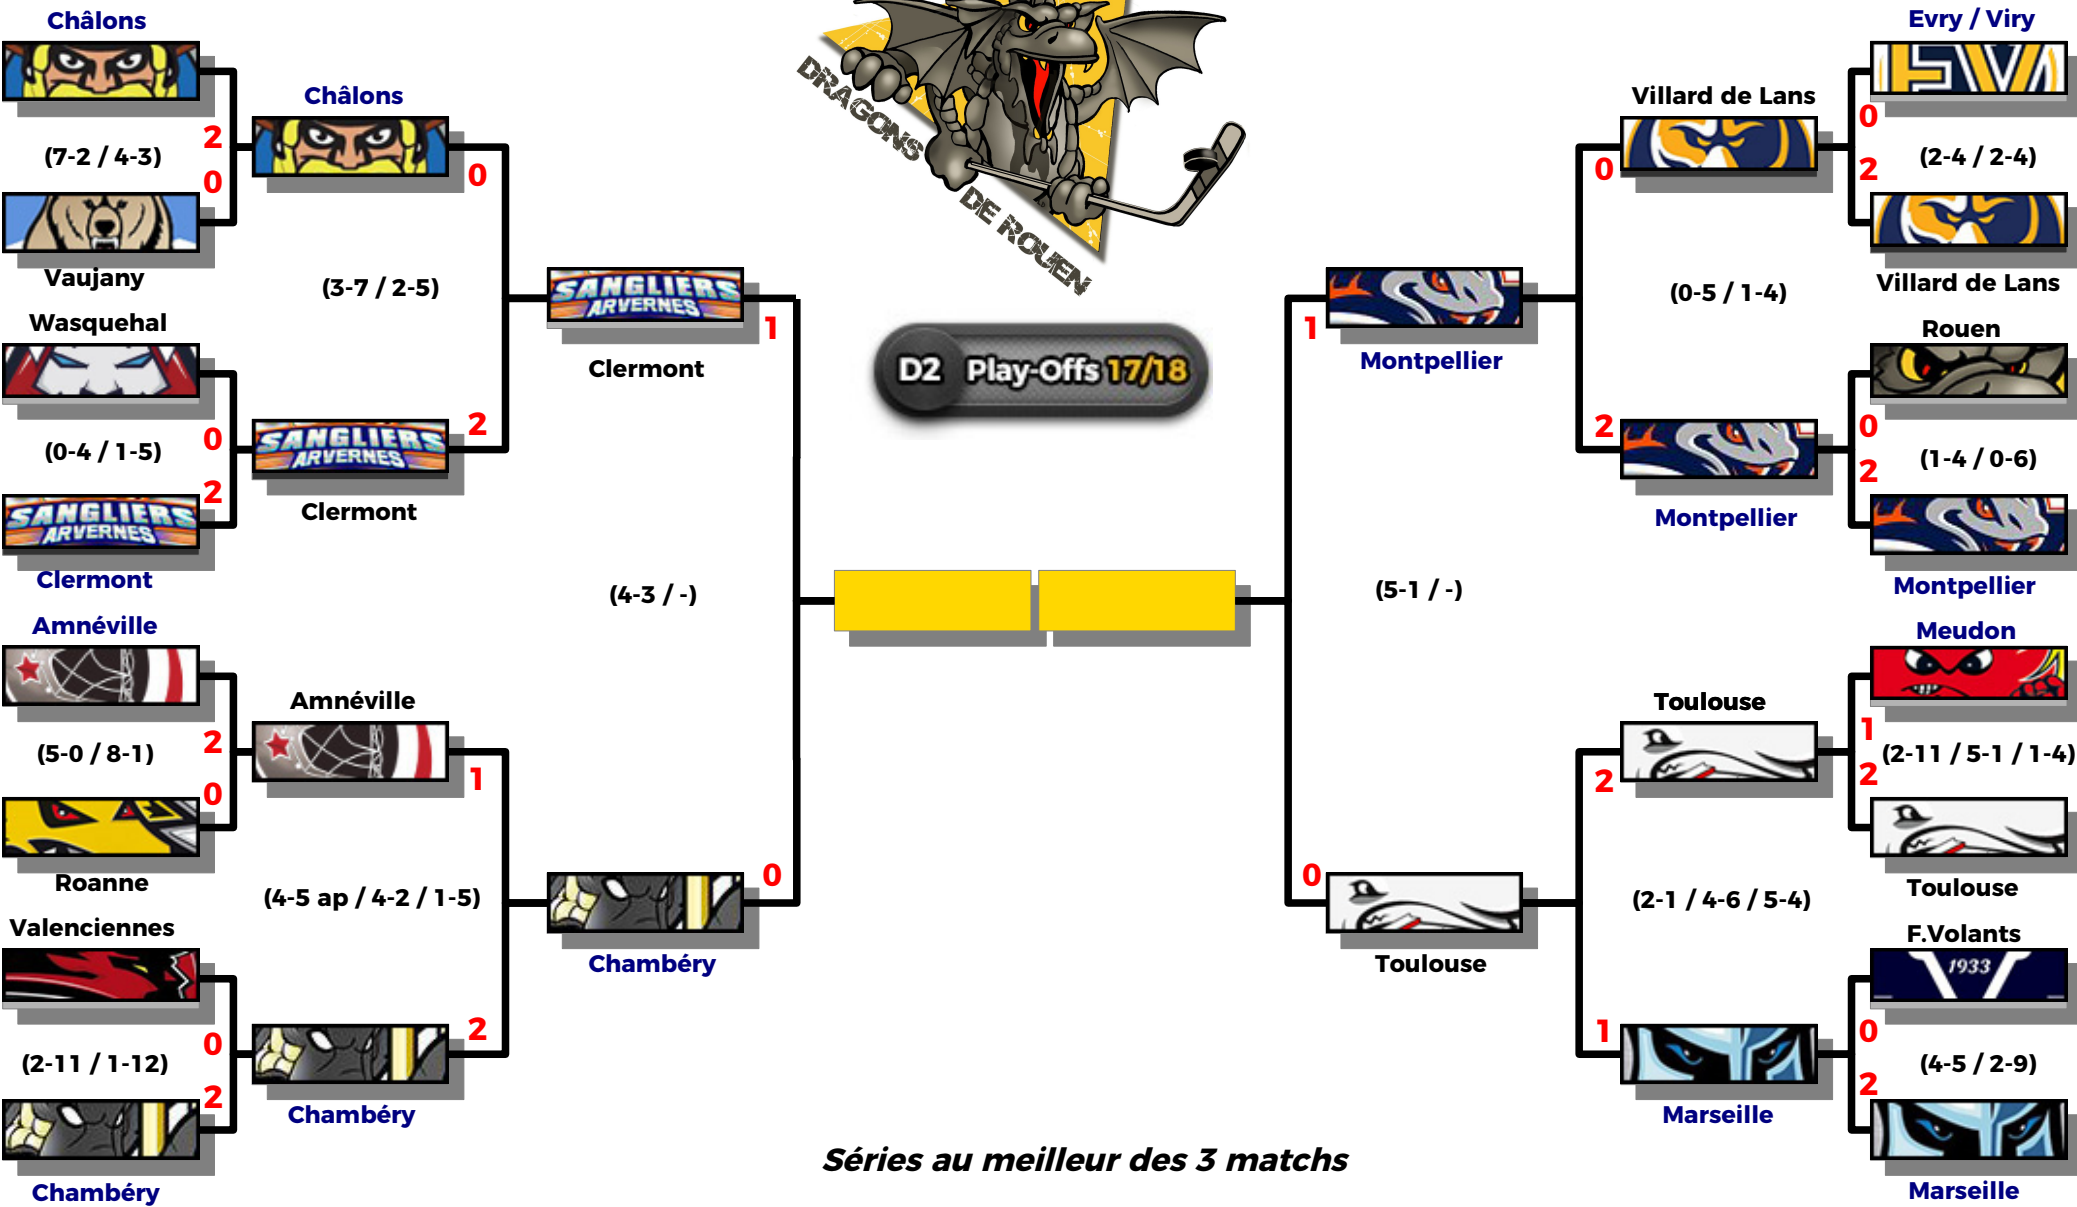 Châlons
2
(7-2 / 4-3)
0
Vaujany
Wasquehal
0
(0-4 / 1-5)
2
SANGLIERS
ARVERNES
Clermont
Amnéville
2
(5-0 / 8-1)
0
Roanne
Valenciennes
0
(2-11 / 1-12)
2
Chambéry
Châlons
0
(3-7 / 2-5)
2
SANGLIERS
ARVERNES
Clermont
Amnéville
1
(4-5 ap / 4-2 / 1-5)
2
Chambéry
SANGLIERS
ARVERNES
1
Clermont
(4-3 / -)
0
Chambéry
DRAGONS
DE ROUEN
D2 Play-Offs 17/18
Séries au meilleur des 3 matchs
1
Montpellier
(5-1 / -)
0
Toulouse
Villard de Lans
0
(0-5 / 1-4)
2
Montpellier
Toulouse
2
(2-1 / 4-6 / 5-4)
1
Marseille
Evry / Viry
EV
0
(2-4 / 2-4)
2
Villard de Lans
Rouen
0
(1-4 / 0-6)
2
Montpellier
Meudon
1
(2-11 / 5-1 / 1-4)
2
Toulouse
F.Volants
1933
0
(4-5 / 2-9)
2
Marseille